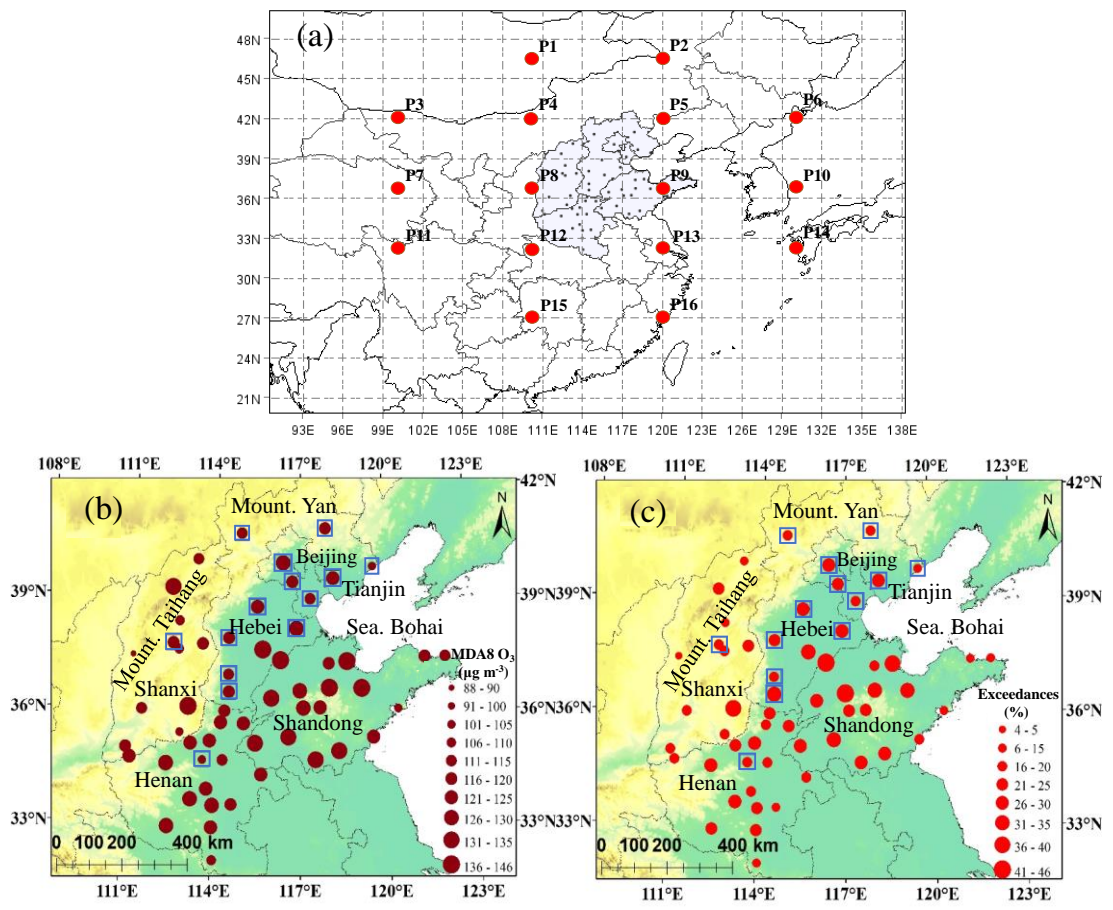 (a)
48N
45N
42N
39N
36N
33N
30N
27N
24N
21N
P1
P2
P3
P4
P5
P6
P7
P8
P9
P10
P11
P12
P13
P14
P15
P16
93E 96E 99E 102E 105E 108E 111E 114E 117E 120E 123E 126E 129E 132E 135E 138E
108°E 111°E 114°E 117°E 120°E 123°E
42°N
39°N
36°N
33°N
(b)
N
Mount. Yan
Beijing
Tianjin
Mount. Taihang
Hebei
Sea. Bohai
Shanxi
Shandong
Henan
MDA8 O3
(μg m-3)
88 - 90
91 - 100
101 - 105
106 - 110
111 - 115
116 - 120
121 - 125
126 - 130
131 - 135
136 - 146
0 100 200 400 km
39°N
36°N
33°N
111°E 114°E 117°E 120°E 123°E
108°E 111°E 114°E 117°E 120°E 123°E
42°N
39°N
36°N
33°N
(c)
N
Mount. Yan
Beijing
Tianjin
Mount. Taihang
Hebei
Sea. Bohai
Shanxi
Shandong
Henan
Exceedances
(%)
4 - 5
6 - 15
16 - 20
21 - 25
26 - 30
31 - 35
36 - 40
41 - 46
0 100 200 400 km
39°N
36°N
33°N
111°E 114°E 117°E 120°E 123°E